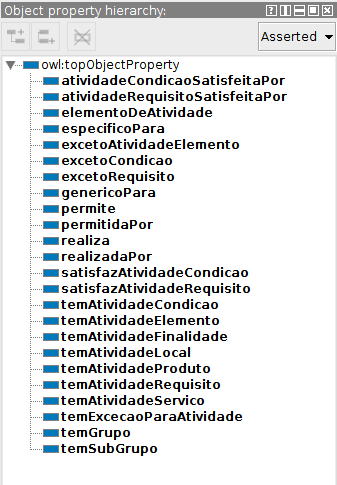 Object property hierarchy:
Asserted
owl:topObjectProperty
atividadeCondicaoSatisfeitaPor
atividadeRequisitoSatisfeitaPor
elementoDeAtividade
especificoPara
excetoAtividadeElemento
excetoCondicao
excetoRequisito
genericoPara
permite
permitidaPor
realiza
realizadaPor
satisfazAtividadeCondicao
satisfazAtividadeRequisito
temAtividadeCondicao
temAtividadeElemento
temAtividadeFinalidade
temAtividadeLocal
temAtividadeProduto
temAtividadeRequisito
temAtividadeServico
temExcecaoParaAtividade
temGrupo
temSubGrupo